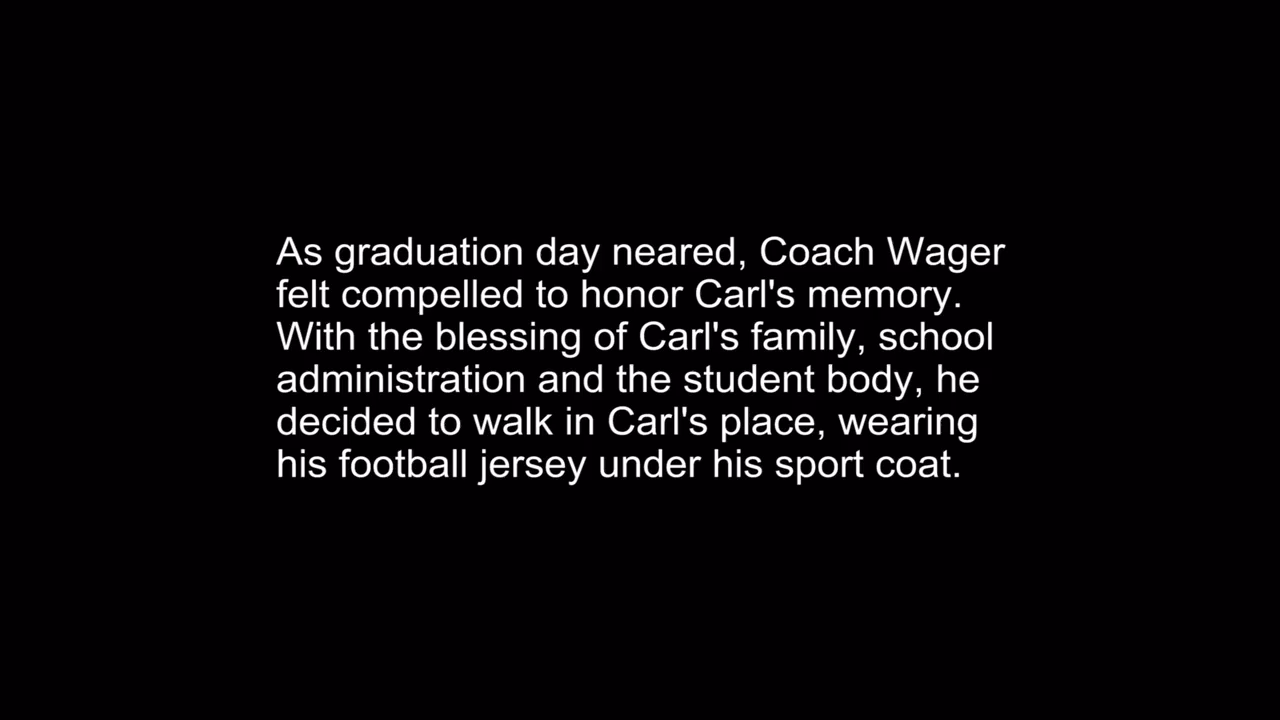 As graduation day neared, Coach Wager
felt compelled to honor Carl's memory.
With the blessing of Carl's family, school
administration and the student body, he
decided to walk in Carl's place, wearing
his football jersey under his sport coat.